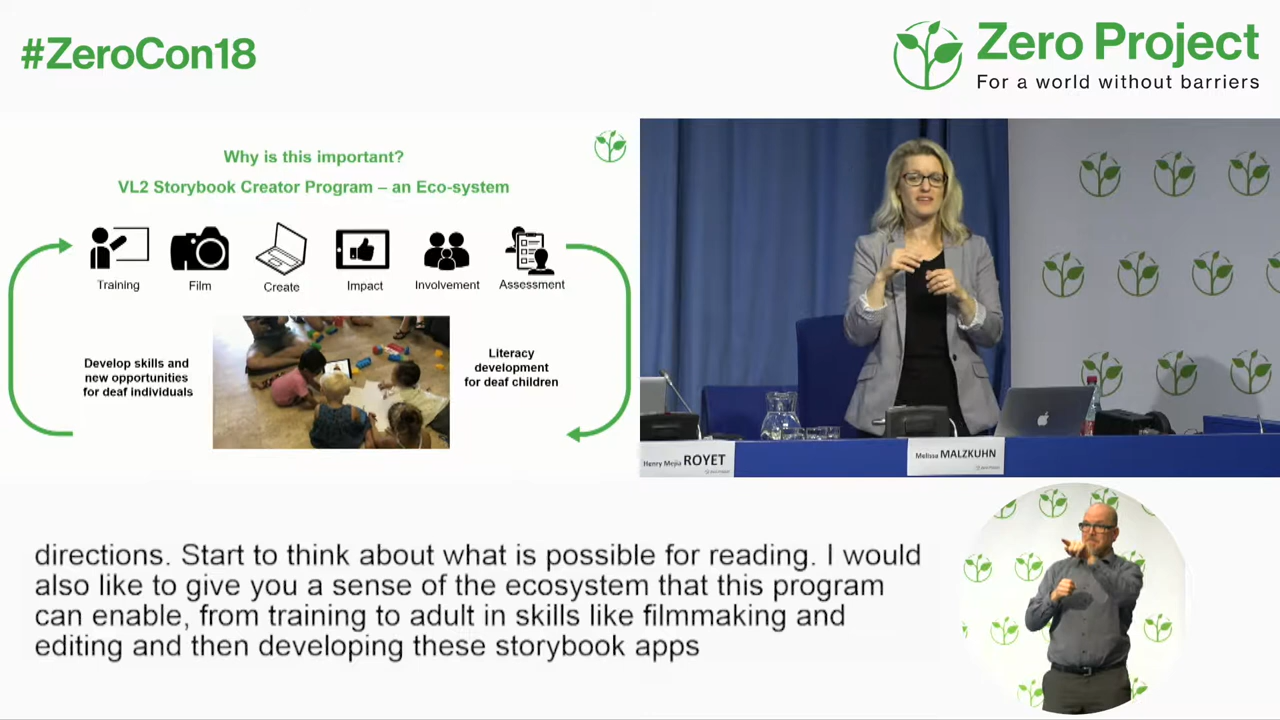 #ZeroCon18
Zero Project
For a world without barriers
Why is this important?
VL2 Storybook Creator Program – an Eco-system
Training
Film
Create
Impact
Involvement
Assessment
Develop skills and
new opportunities
for deaf individuals
Literacy
development
for deaf children
Henry Mejia ROYET
Melissa MALZKUHN
directions. Start to think about what is possible for reading. I would
also like to give you a sense of the ecosystem that this program
can enable, from training to adult in skills like filmmaking and
editing and then developing these storybook apps